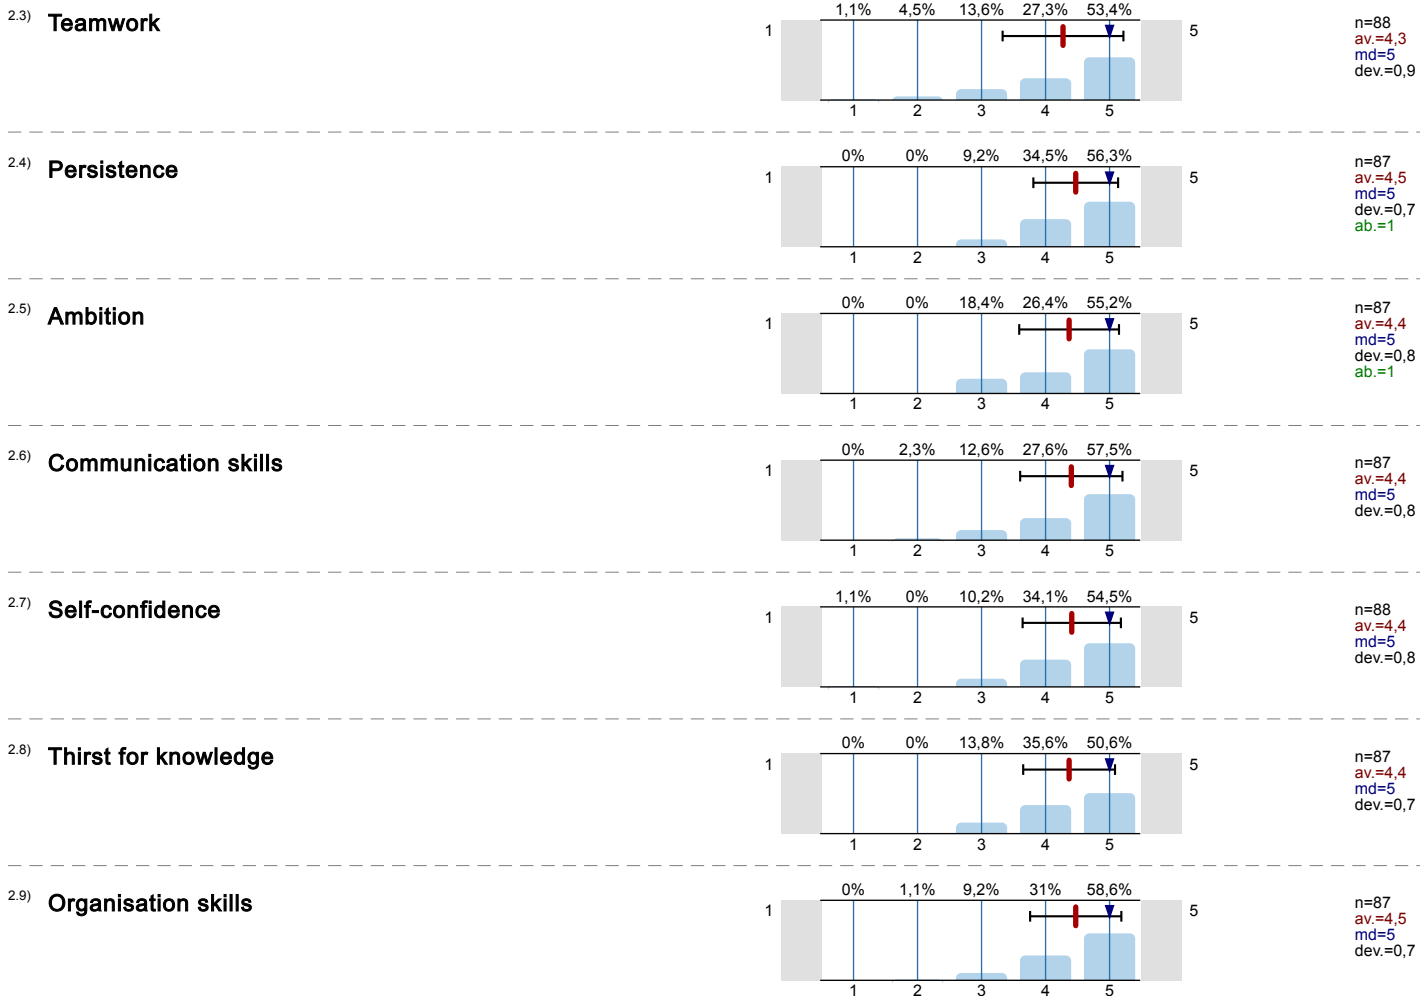 2.3) Teamwork
1,1% 4,5% 13,6% 27,3% 53,4%
1 5
1 2 3 4 5
n=88
av.=4,3
md=5
dev.=0,9
2.4) Persistence
0% 0% 9,2% 34,5% 56,3%
1 5
1 2 3 4 5
n=87
av.=4,5
md=5
dev.=0,7
ab.=1
2.5) Ambition
0% 0% 18,4% 26,4% 55,2%
1 5
1 2 3 4 5
n=87
av.=4,4
md=5
dev.=0,8
ab.=1
2.6) Communication skills
0% 2,3% 12,6% 27,6% 57,5%
1 5
1 2 3 4 5
n=87
av.=4,4
md=5
dev.=0,8
2.7) Self-confidence
1,1% 0% 10,2% 34,1% 54,5%
1 5
1 2 3 4 5
n=88
av.=4,4
md=5
dev.=0,8
2.8) Thirst for knowledge
0% 0% 13,8% 35,6% 50,6%
1 5
1 2 3 4 5
n=87
av.=4,4
md=5
dev.=0,7
2.9) Organisation skills
0% 1,1% 9,2% 31% 58,6%
1 5
1 2 3 4 5
n=87
av.=4,5
md=5
dev.=0,7